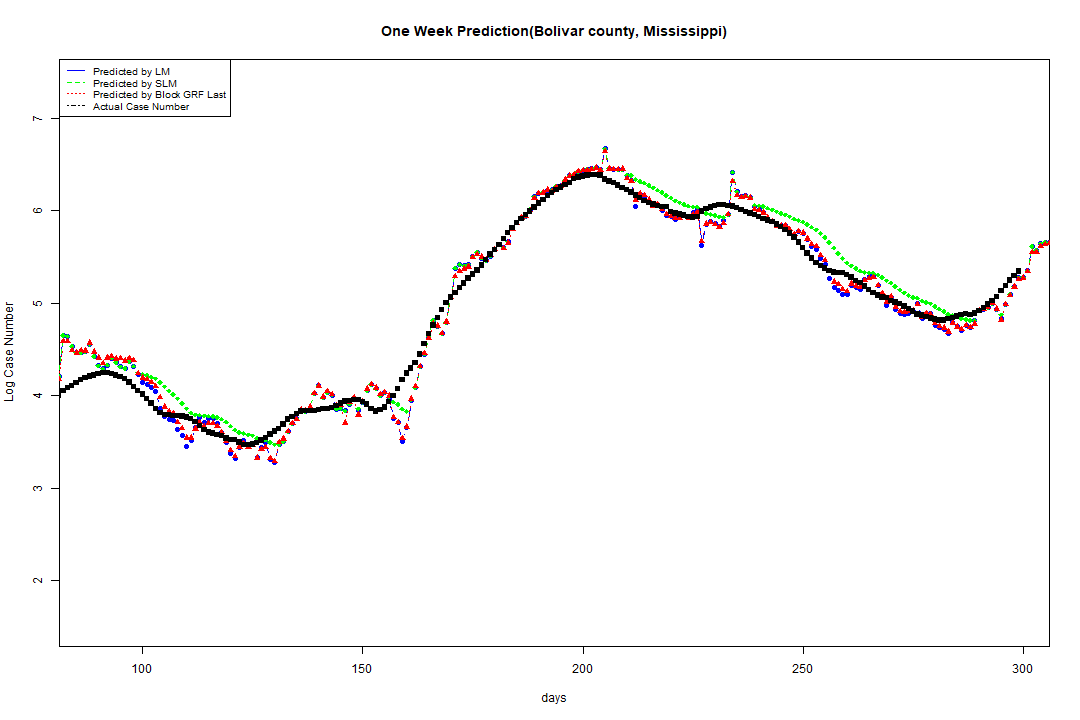 One Week Prediction(Bolivar county, Mississippi)
Predicted by LM
Predicted by SLM
Predicted by Block GRF Last
Actual Case Number
7
6
5
4
3
2
Log Case Number
100 150 200 250 300
days